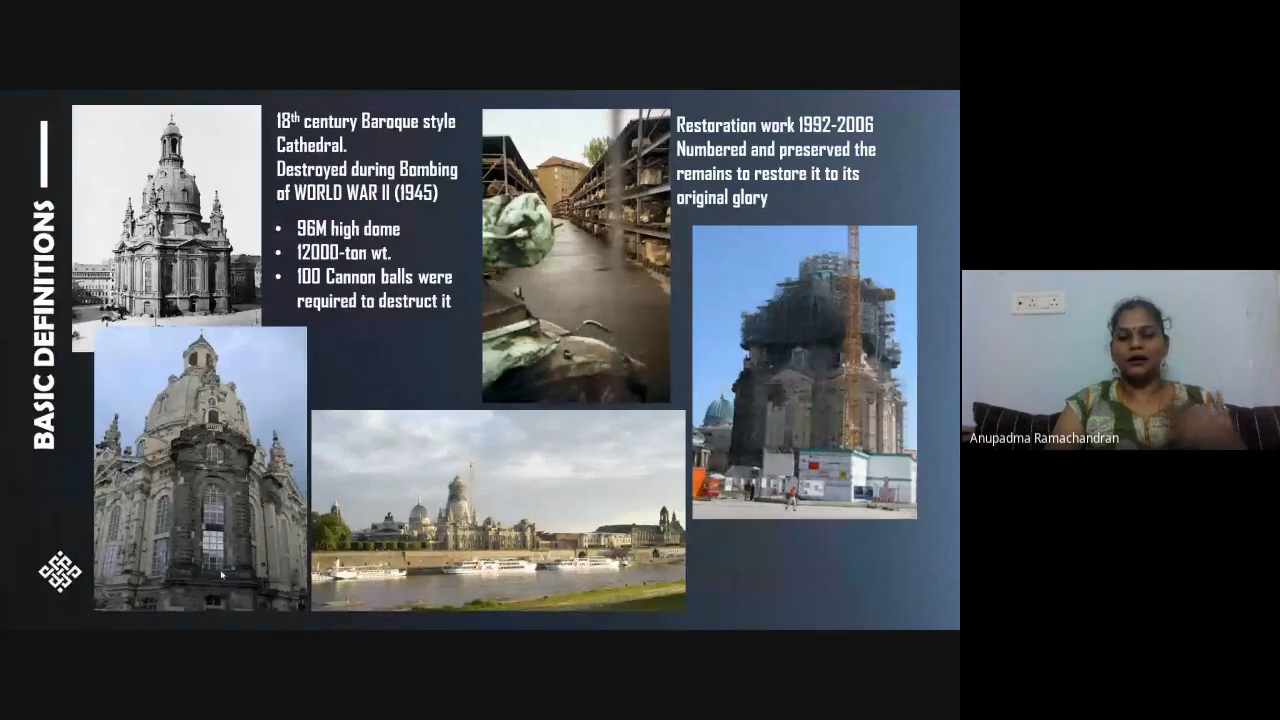 BASIC DEFINITIONS
18th century Baroque style
Cathedral.
Destroyed during Bombing
of WORLD WAR II (1945)
• 96M high dome
• 12000-ton wt.
• 100 Cannon balls were
required to destruct it
Restoration work 1992-2006
Numbered and preserved the
remains to restore it to its
original glory
Anupadma Ramachandran